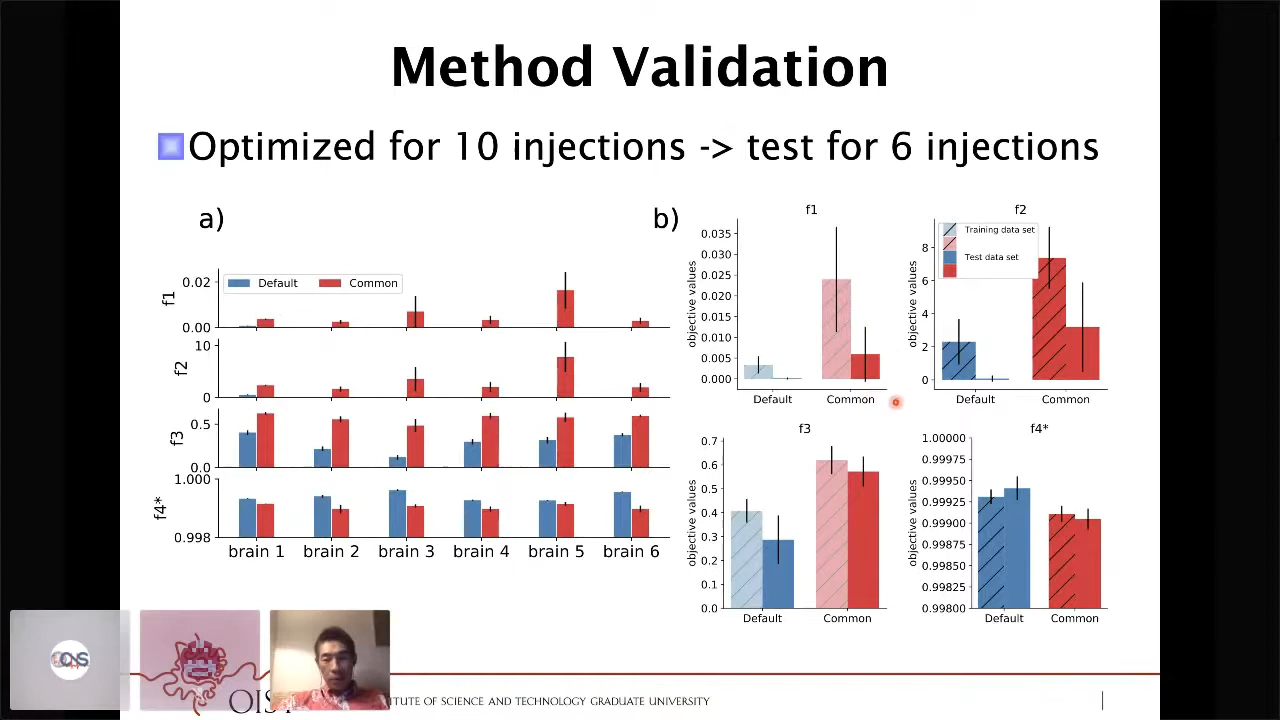 Method Validation
Optimized for 10 injections -> test for 6 injections
a)
b)
Default
Common
f1
0.02
0.00
f2
10
0
f3
0.5
0.0
f4*
1.000
0.998
brain 1
brain 2
brain 3
brain 4
brain 5
brain 6
f1
objective values
0.035
0.030
0.025
0.020
0.015
0.010
0.005
0.000
Default
Common
f2
objective values
8
6
4
2
0
Training data set
Test data set
Default
Common
f3
objective values
0.7
0.6
0.5
0.4
0.3
0.2
0.1
0.0
Default
Common
f4*
objective values
1.00000
0.99975
0.99950
0.99925
0.99900
0.99875
0.99850
0.99825
0.99800
Default
Common
TUTE OF SCIENCE AND TECHNOLOGY GRADUATE UNIVERSITY